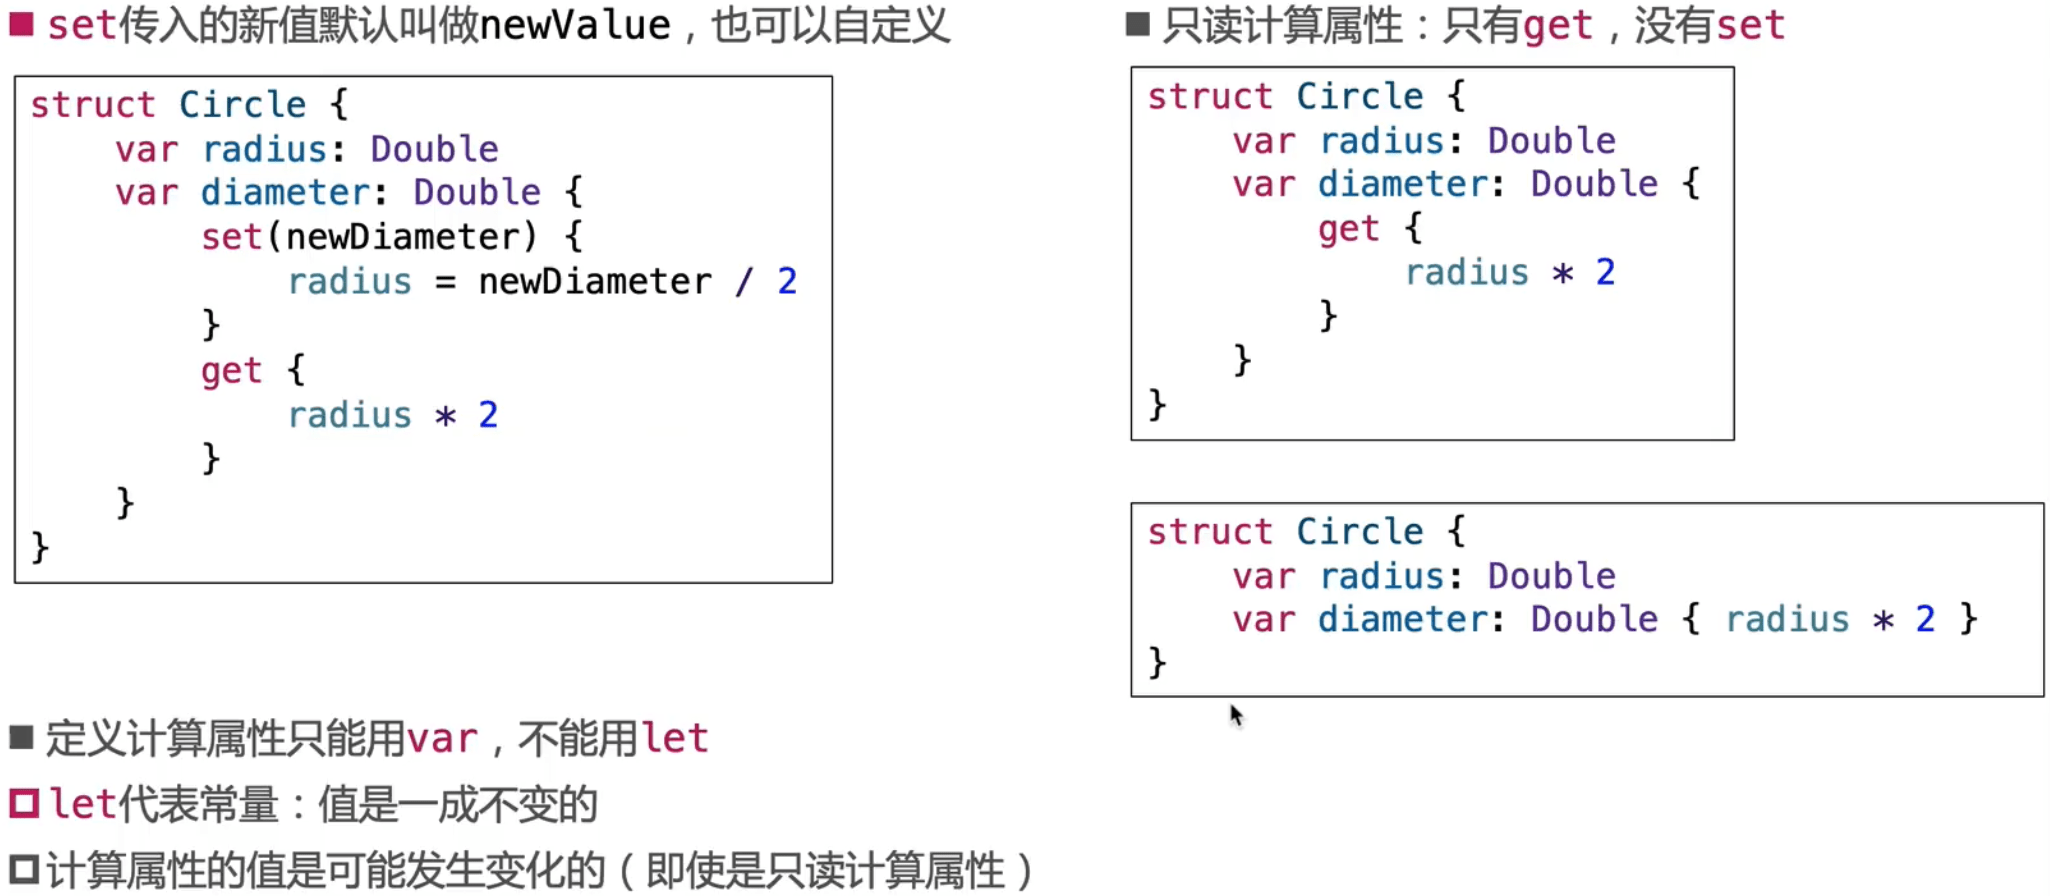 set传入的新值默认叫做newValue，也可以自定义
struct Circle {
    var radius: Double
    var diameter: Double {
        set(newDiameter) {
            radius = newDiameter / 2
        }
        get {
            radius * 2
        }
    }
}
定义计算属性只能用var，不能用let
let代表常量：值是一成不变的
计算属性的值是可能发生变化的（即使是只读计算属性）
只读计算属性：只有get，没有set
struct Circle {
    var radius: Double
    var diameter: Double {
        get {
            radius * 2
        }
    }
}
struct Circle {
    var radius: Double
    var diameter: Double { radius * 2 }
}